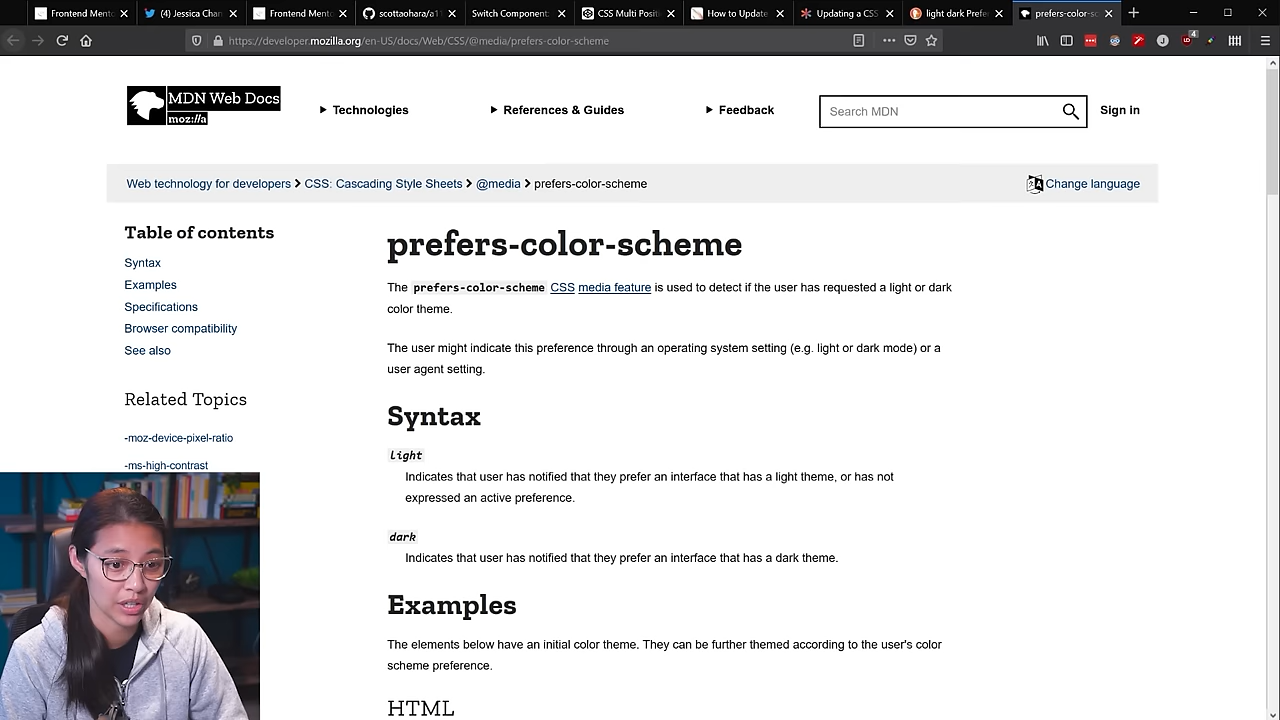 Frontend Mento
(4) Jessica Chan
Frontend Mento
scottaohara/a11
Switch Component
CSS Multi Positi
How to Update
Updating a CSS
light dark Prefer
prefers-color-sc
https://developer.mozilla.org/en-US/docs/Web/CSS/@media/prefers-color-scheme
4
MDN Web Docs
moz://a
Technologies
References & Guides
Feedback
Search MDN
Sign in
Web technology for developers
CSS: Cascading Style Sheets
@media
prefers-color-scheme
Change language
Table of contents
Syntax
Examples
Specifications
Browser compatibility
See also
Related Topics
-moz-device-pixel-ratio
-ms-high-contrast
prefers-color-scheme
The prefers-color-scheme CSS media feature is used to detect if the user has requested a light or dark
color theme.
The user might indicate this preference through an operating system setting (e.g. light or dark mode) or a
user agent setting.
Syntax
light
Indicates that user has notified that they prefer an interface that has a light theme, or has not
expressed an active preference.
dark
Indicates that user has notified that they prefer an interface that has a dark theme.
Examples
The elements below have an initial color theme. They can be further themed according to the user's color
scheme preference.
HTML